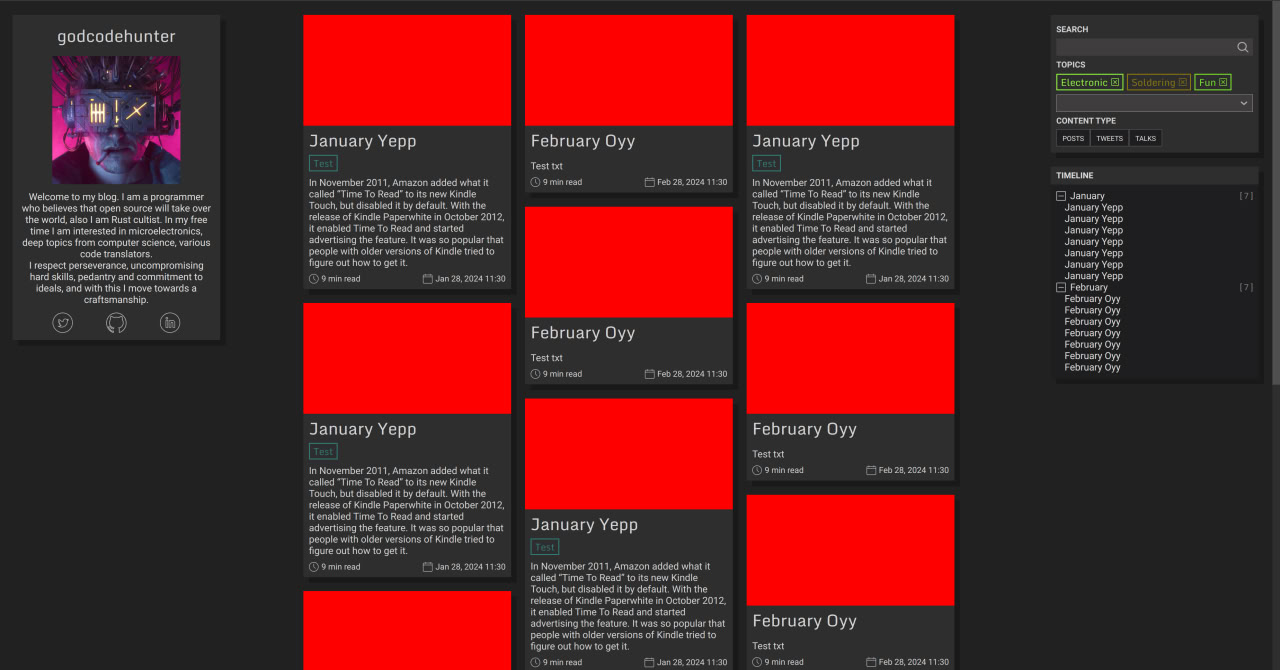 godcodehunter
Welcome to my blog. I am a programmer
who believes that open source will take over
the world, also I am Rust cultist. In my free
time I am interested in microelectronics,
deep topics from computer science, various
code translators.
I respect perseverance, uncompromising
hard skills, pedantry and commitment to
ideals, and with this I move towards a
craftsmanship.
January Yepp
Test
In November 2011, Amazon added what it
called “Time To Read” to its new Kindle
Touch, but disabled it by default. With the
release of Kindle Paperwhite in October 2012,
it enabled Time To Read and started
advertising the feature. It was so popular that
people with older versions of Kindle tried to
figure out how to get it.
9 min read Jan 28, 2024 11:30
January Yepp
Test
In November 2011, Amazon added what it
called “Time To Read” to its new Kindle
Touch, but disabled it by default. With the
release of Kindle Paperwhite in October 2012,
it enabled Time To Read and started
advertising the feature. It was so popular that
people with older versions of Kindle tried to
figure out how to get it.
9 min read Jan 28, 2024 11:30
February Oyy
Test txt
9 min read Feb 28, 2024 11:30
February Oyy
Test txt
9 min read Feb 28, 2024 11:30
January Yepp
Test
In November 2011, Amazon added what it
called “Time To Read” to its new Kindle
Touch, but disabled it by default. With the
release of Kindle Paperwhite in October 2012,
it enabled Time To Read and started
advertising the feature. It was so popular that
people with older versions of Kindle tried to
figure out how to get it.
9 min read Jan 28, 2024 11:30
January Yepp
Test
In November 2011, Amazon added what it
called “Time To Read” to its new Kindle
Touch, but disabled it by default. With the
release of Kindle Paperwhite in October 2012,
it enabled Time To Read and started
advertising the feature. It was so popular that
people with older versions of Kindle tried to
figure out how to get it.
9 min read Jan 28, 2024 11:30
February Oyy
Test txt
9 min read Feb 28, 2024 11:30
February Oyy
Test txt
9 min read Feb 28, 2024 11:30
SEARCH
TOPICS
Electronic Soldering Fun
CONTENT TYPE
POSTS TWEETS TALKS
TIMELINE
January [7]
January Yepp
January Yepp
January Yepp
January Yepp
January Yepp
January Yepp
January Yepp
February [7]
February Oyy
February Oyy
February Oyy
February Oyy
February Oyy
February Oyy
February Oyy